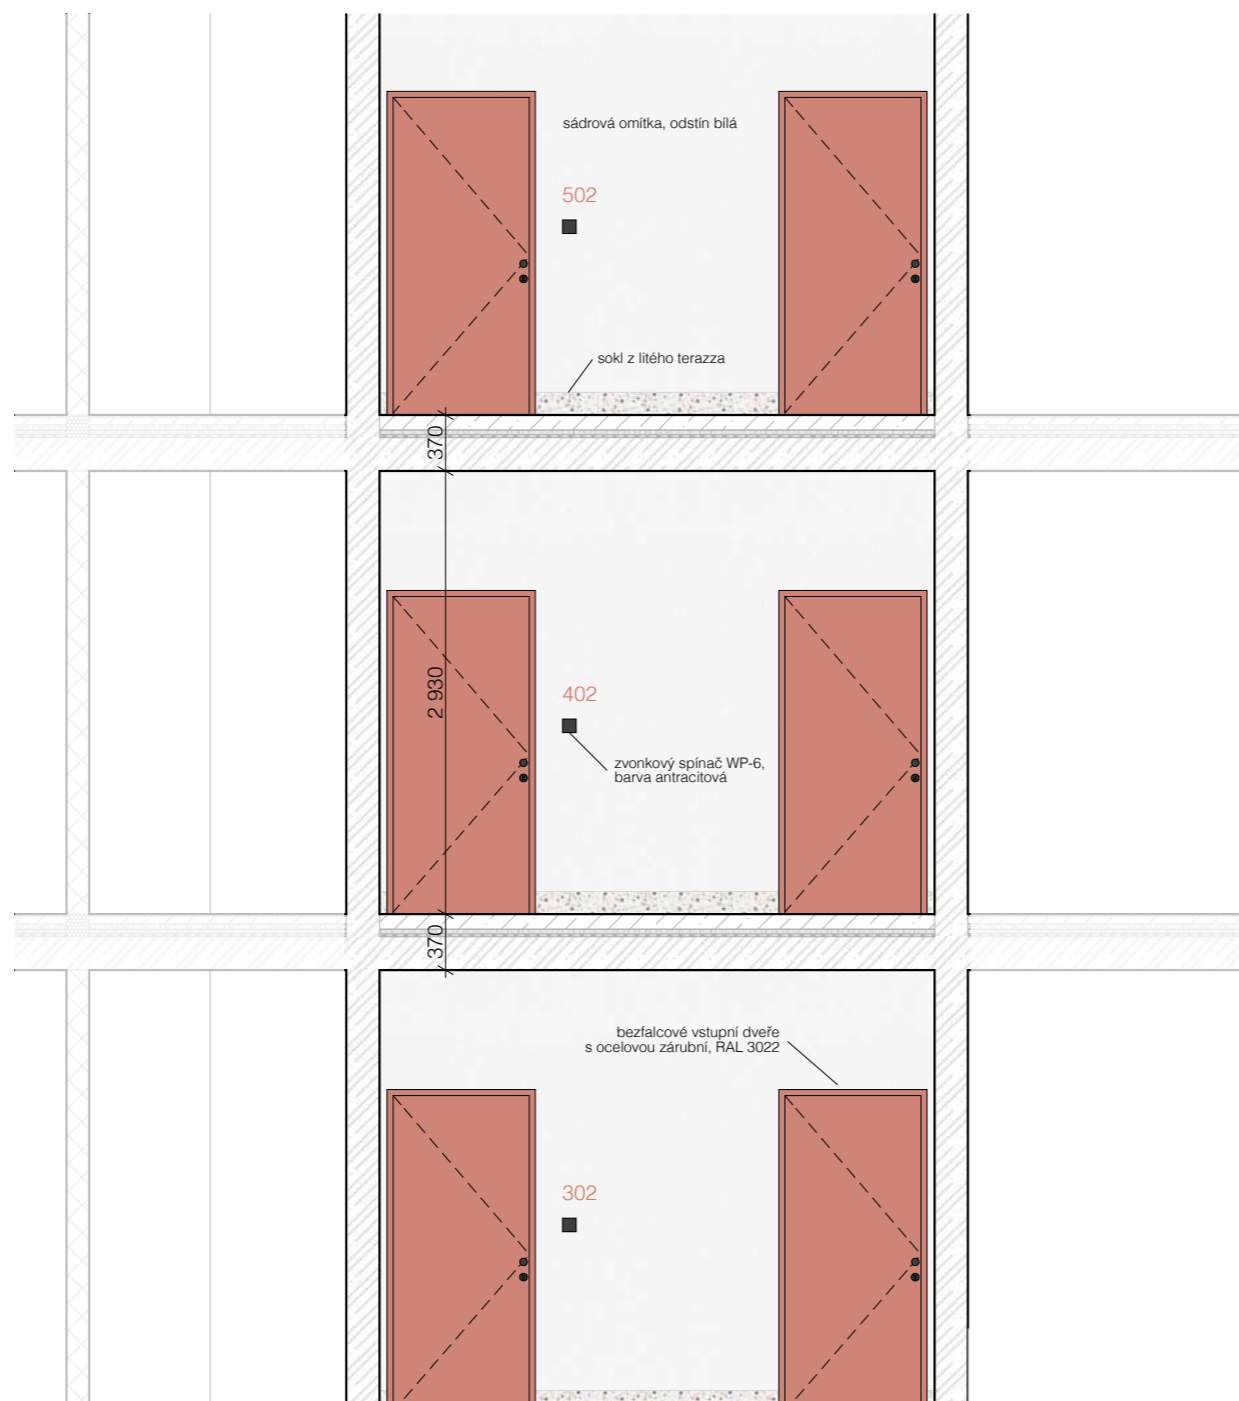 sádrová omítka, odstín bílá
502
sokl z litého terazza
370
2 930
402
zvonkový spínač WP-6,
barva antracitová
370
bezfalcové vstupní dveře
s ocelovou zárubní, RAL 3022
302